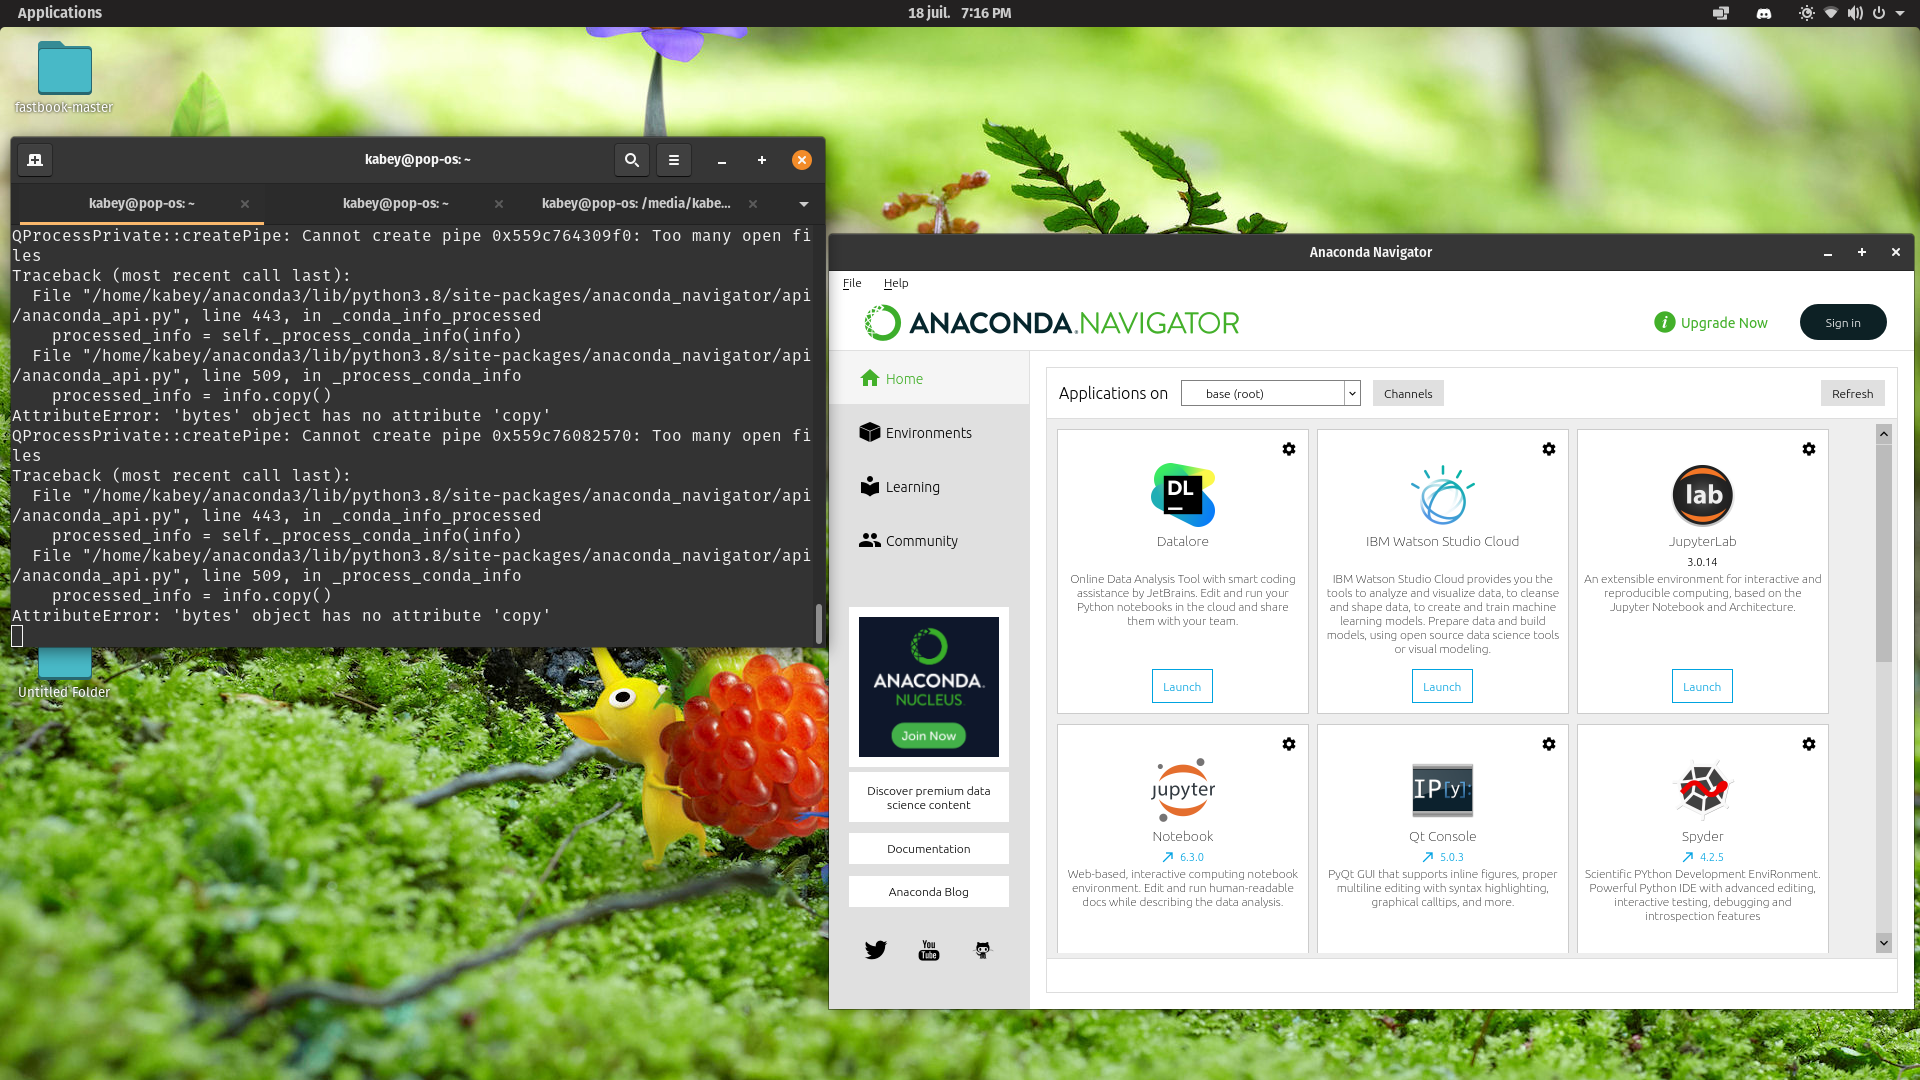 Applications
18 juil.   7:16 PM
fastbook-master
kabey@pop-os: ~
kabey@pop-os: ~
kabey@pop-os: ~
kabey@pop-os: /media/kabe...
QProcessPrivate::createPipe: Cannot create pipe 0x559c764309f0: Too many open fi
les
Traceback (most recent call last):
  File "/home/kabey/anaconda3/lib/python3.8/site-packages/anaconda_navigator/api
/anaconda_api.py", line 443, in _conda_info_processed
    processed_info = self._process_conda_info(info)
  File "/home/kabey/anaconda3/lib/python3.8/site-packages/anaconda_navigator/api
/anaconda_api.py", line 509, in _process_conda_info
    processed_info = info.copy()
AttributeError: 'bytes' object has no attribute 'copy'
QProcessPrivate::createPipe: Cannot create pipe 0x559c76082570: Too many open fi
les
Traceback (most recent call last):
  File "/home/kabey/anaconda3/lib/python3.8/site-packages/anaconda_navigator/api
/anaconda_api.py", line 443, in _conda_info_processed
    processed_info = self._process_conda_info(info)
  File "/home/kabey/anaconda3/lib/python3.8/site-packages/anaconda_navigator/api
/anaconda_api.py", line 509, in _process_conda_info
    processed_info = info.copy()
AttributeError: 'bytes' object has no attribute 'copy'
Untitled Folder
Anaconda Navigator
File
Help
ANACONDA.NAVIGATOR
Upgrade Now
Sign in
Home
Environments
Learning
Community
ANACONDA.
NUCLEUS
Join Now
Discover premium data
science content
Documentation
Anaconda Blog
You
Tube
Applications on
base (root)
Channels
Refresh
DL
Datalore
Online Data Analysis Tool with smart coding
assistance by JetBrains. Edit and run your
Python notebooks in the cloud and share
them with your team.
Launch
IBM Watson Studio Cloud
IBM Watson Studio Cloud provides you the
tools to analyze and visualize data, to cleanse
and shape data, to create and train machine
learning models. Prepare data and build
models, using open source data science tools
or visual modeling.
Launch
lab
JupyterLab
3.0.14
An extensible environment for interactive and
reproducible computing, based on the
Jupyter Notebook and Architecture.
Launch
jupyter
Notebook
6.3.0
Web-based, interactive computing notebook
environment. Edit and run human-readable
docs while describing the data analysis.
IP[y]:
Qt Console
5.0.3
PyQt GUI that supports inline figures, proper
multiline editing with syntax highlighting,
graphical calltips, and more.
Spyder
4.2.5
Scientific PYthon Development EnviRonment.
Powerful Python IDE with advanced editing,
interactive testing, debugging and
introspection features